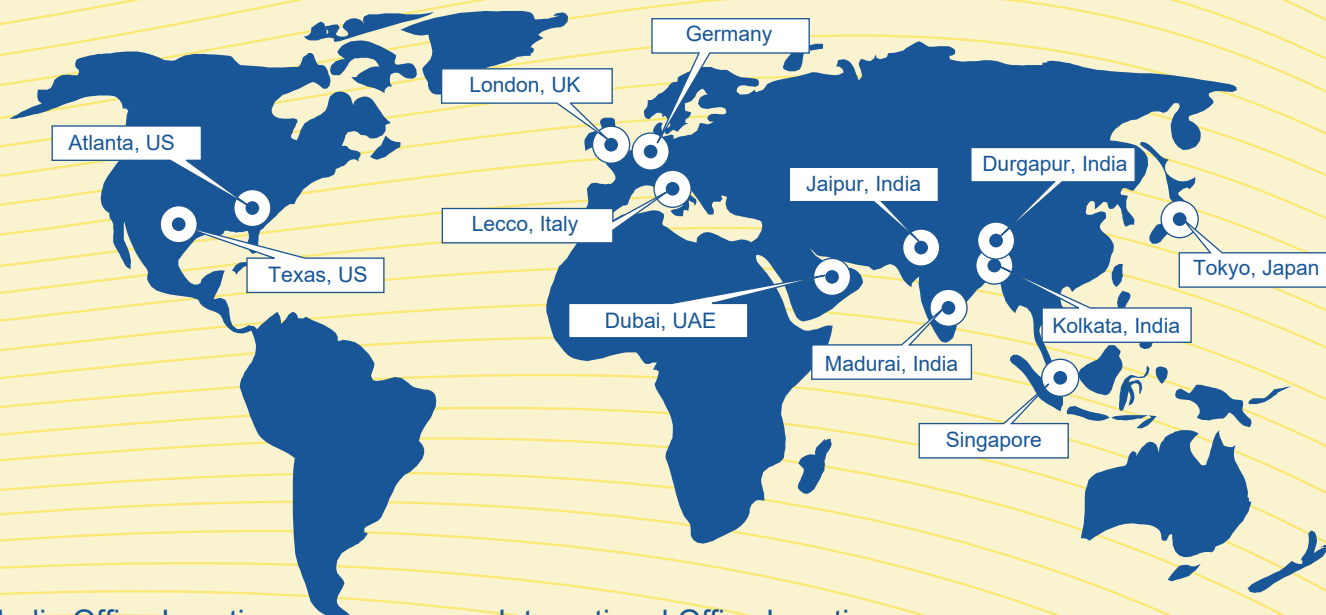 Germany
London, UK
Atlanta, US
Durgapur, India
Jaipur, India
Lecco, Italy
Tokyo, Japan
Texas, US
Dubai, UAE
Kolkata, India
Madurai, India
Singapore